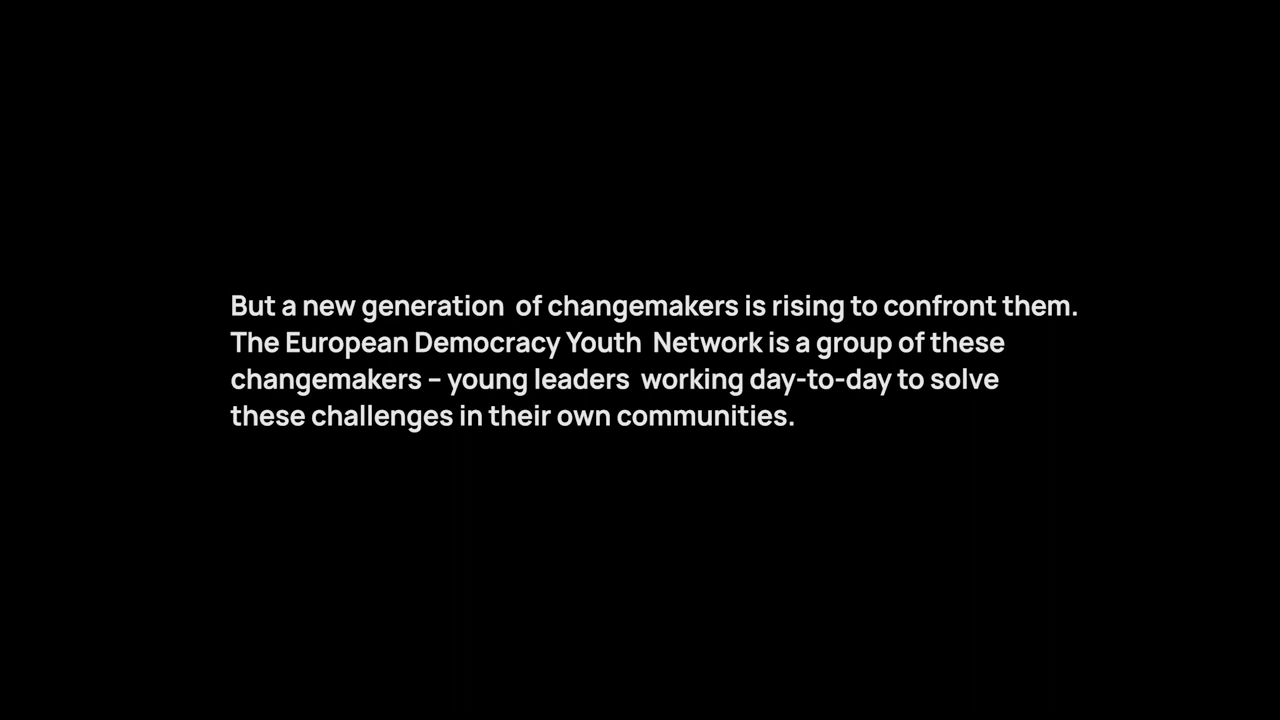 But a new generation  of changemakers is rising to confront them.
The European Democracy Youth  Network is a group of these
changemakers – young leaders  working day-to-day to solve
these challenges in their own communities.